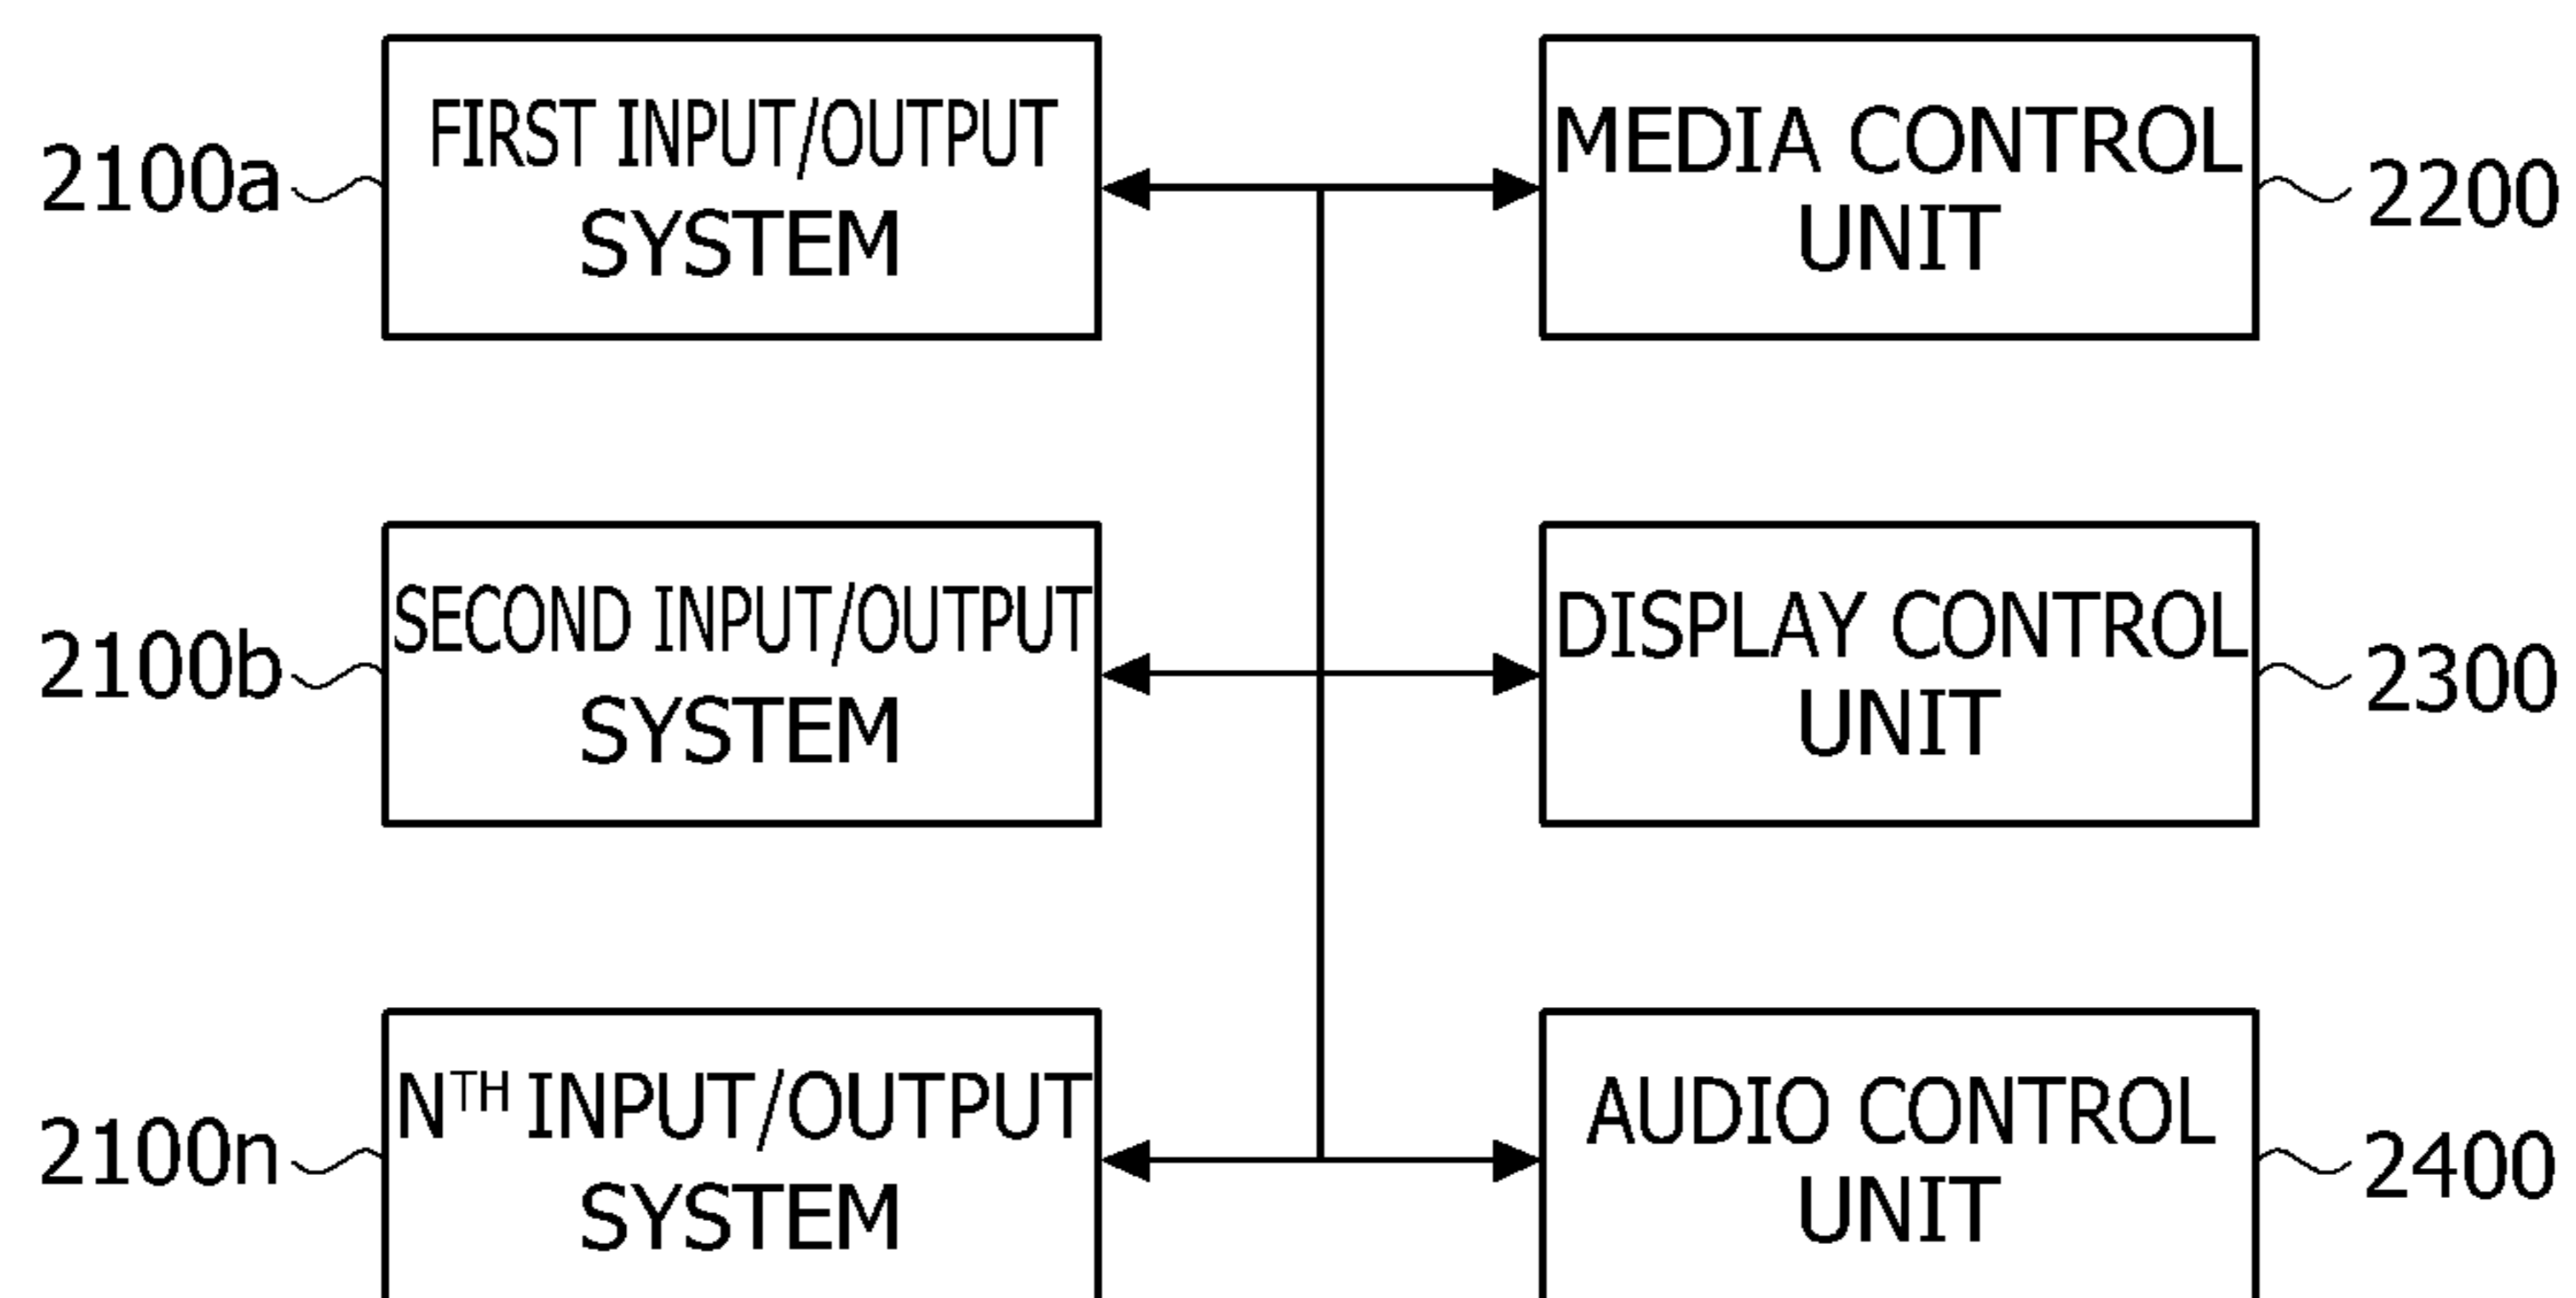 2100a
FIRST INPUT/OUTPUT
SYSTEM
MEDIA CONTROL
UNIT
2200
2100b
SECOND INPUT/OUTPUT
SYSTEM
DISPLAY CONTROL
UNIT
2300
2100n
NTH INPUT/OUTPUT
SYSTEM
AUDIO CONTROL
UNIT
2400